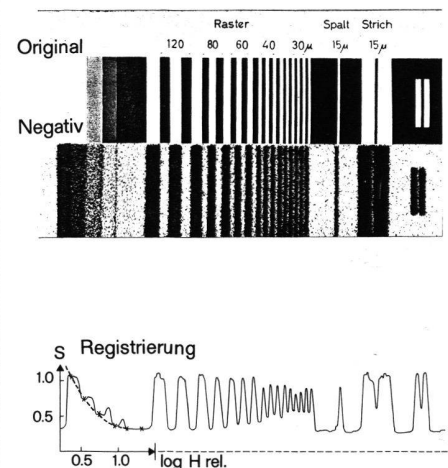 Raster Spalt Strich
120 80 60 40 30µ 15µ 15µ
Original
Negativ
S Registrierung
1.0
0.5
0.5 1.0 log H rel.